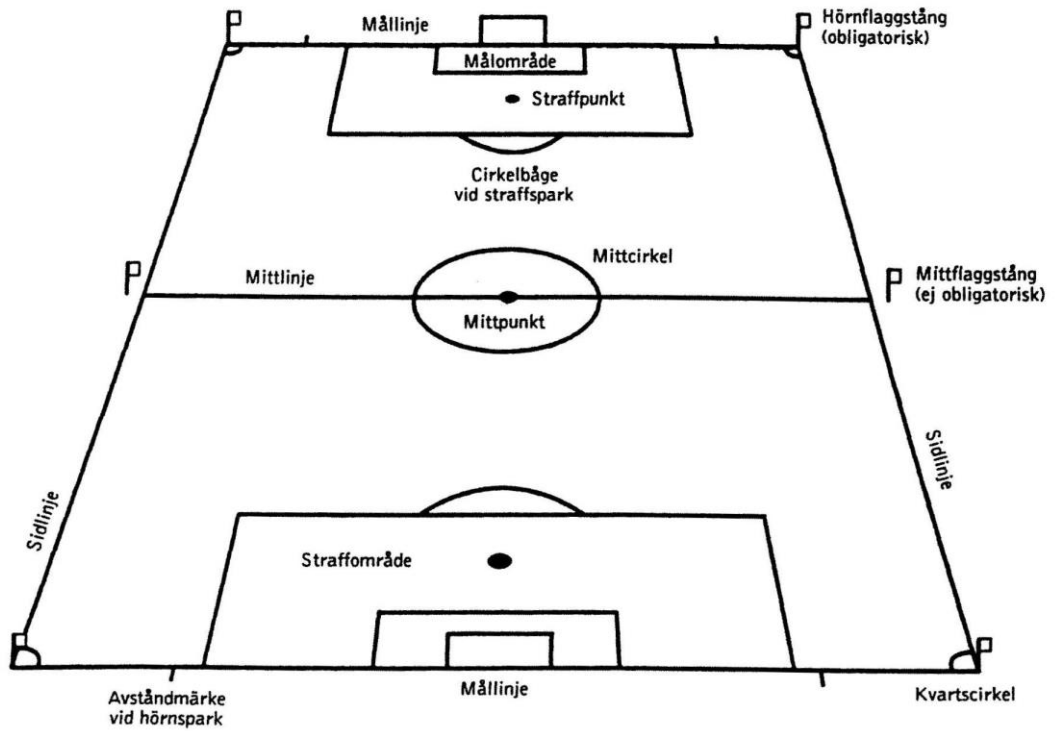 Mållinje
Hörnflaggstång
(obligatorisk)
Målområde
Straffpunkt
Cirkelbåge
vid straffspark
Mittcirkel
Mittlinje
Mittflaggstång
(ej obligatorisk)
Mittpunkt
Sidlinje
Sidlinje
Straffområde
Avståndmärke
vid hörnspark
Mållinje
Kvartscirkel